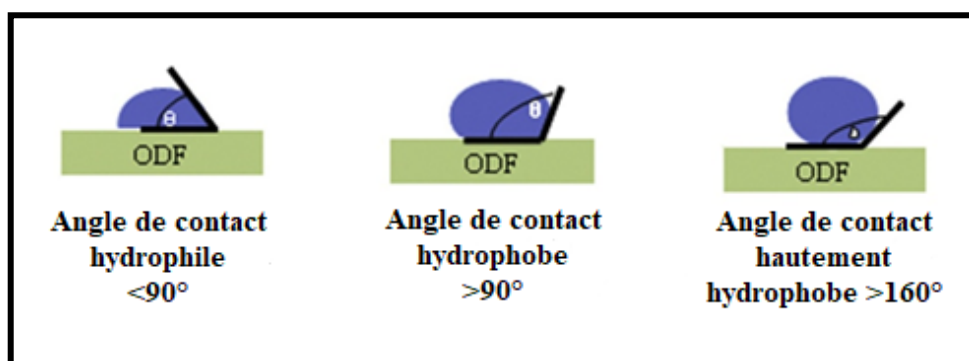 θ
ODF
Angle de contact
hydrophile
<90°
θ
ODF
Angle de contact
hydrophobe
>90°
ODF
Angle de contact
hautement
hydrophobe >160°